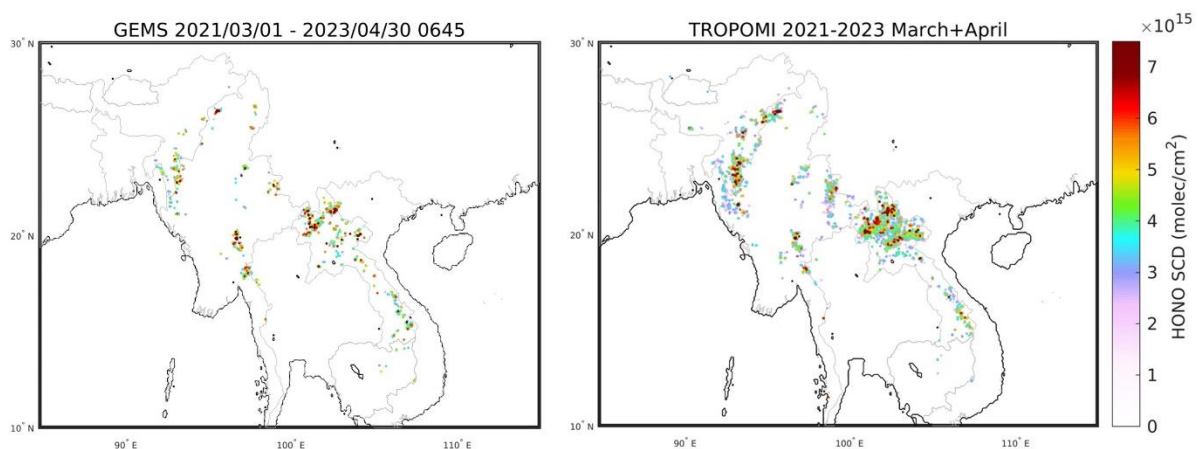 GEMS 2021/03/01 - 2023/04/30 0645
30° N
20° N
10° N
90° E
100° E
110° E
TROPOMI 2021-2023 March+April
30° N
20° N
10° N
90° E
100° E
110° E
×10¹⁵
7
6
5
4
3
2
1
0
HONO SCD (molec/cm²)